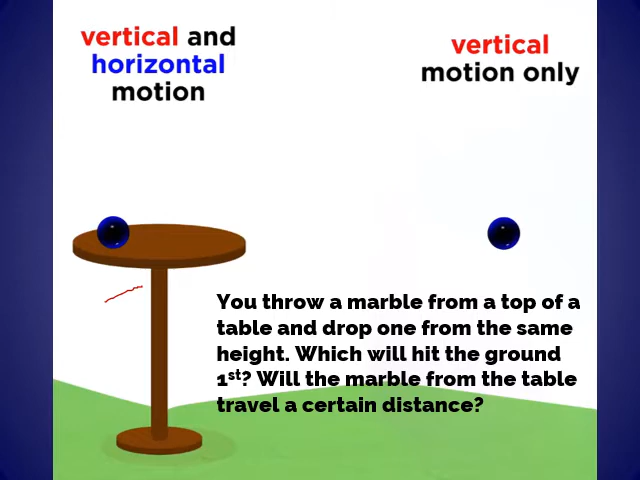 vertical and
horizontal
motion
vertical
motion only
You throw a marble from a top of a
table and drop one from the same
height. Which will hit the ground
1st? Will the marble from the table
travel a certain distance?